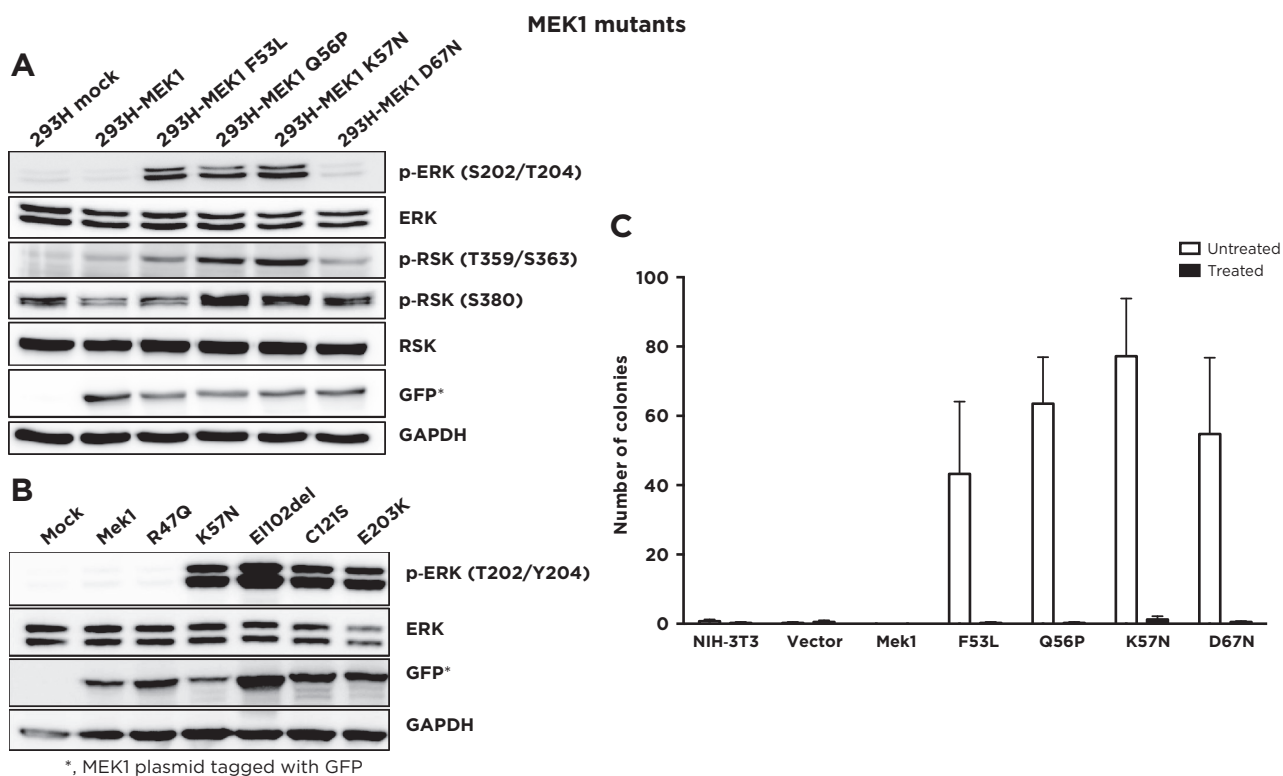 MEK1 mutants
A
293H mock
293H-MEK1
293H-MEK1 F53L
293H-MEK1 Q56P
293H-MEK1 K57N
293H-MEK1 D67N
p-ERK (S202/T204)
ERK
p-RSK (T359/S363)
p-RSK (S380)
RSK
GFP*
GAPDH
B
Mock
Mek1
R47Q
K57N
EI102del
C121S
E203K
p-ERK (T202/Y204)
ERK
GFP*
GAPDH
*, MEK1 plasmid tagged with GFP
C
Untreated
Treated
Number of colonies
100
80
60
40
20
0
NIH-3T3 Vector Mek1 F53L Q56P K57N D67N